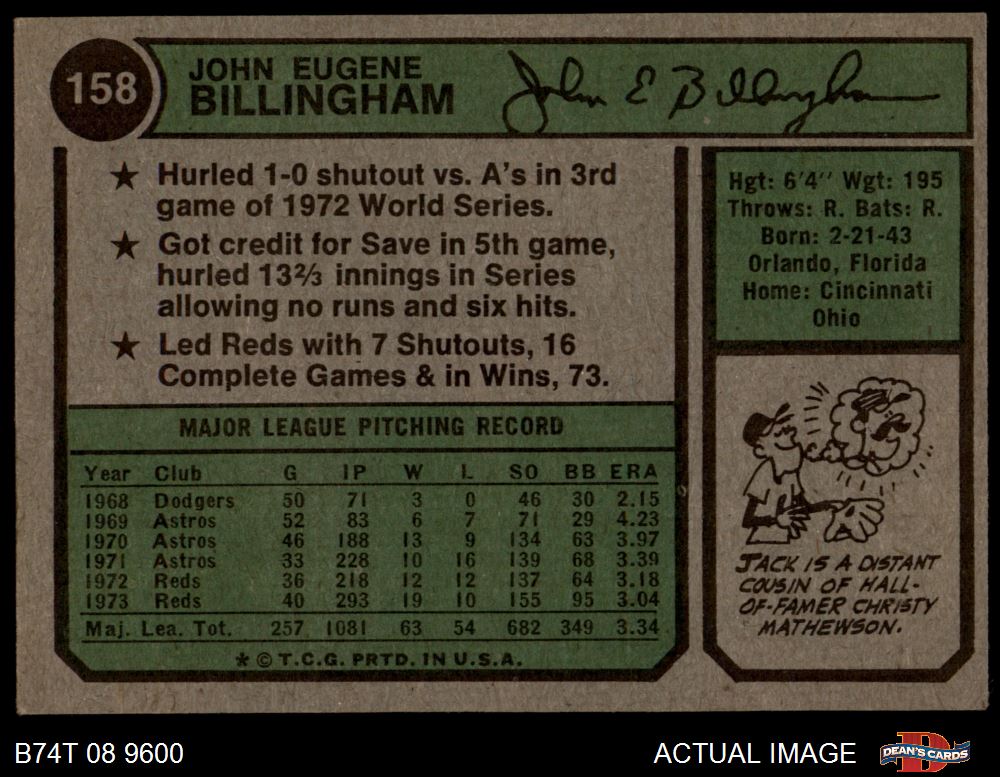 158
JOHN EUGENE
BILLINGHAM
John E Billingham
★ Hurled 1-0 shutout vs. A's in 3rd
game of 1972 World Series.
★ Got credit for Save in 5th game,
hurled 13⅔ innings in Series
allowing no runs and six hits.
★ Led Reds with 7 Shutouts, 16
Complete Games & in Wins, 73.
Hgt: 6'4" Wgt: 195
Throws: R. Bats: R.
Born: 2-21-43
Orlando, Florida
Home: Cincinnati
Ohio
MAJOR LEAGUE PITCHING RECORD
Year Club G IP W L SO BB ERA
1968 Dodgers 50 71 3 0 46 30 2.15
1969 Astros 52 83 6 7 71 29 4.23
1970 Astros 46 188 13 9 134 63 3.97
1971 Astros 33 228 10 16 139 68 3.39
1972 Reds 36 218 12 12 137 64 3.18
1973 Reds 40 293 19 10 155 95 3.04
Maj. Lea. Tot. 257 1081 63 54 682 349 3.34
* © T.C.G. PRTD. IN U.S.A.
JACK IS A DISTANT
COUSIN OF HALL-
OF-FAMER CHRISTY
MATHEWSON.
B74T 08 9600
ACTUAL IMAGE
DEAN'S CARDS